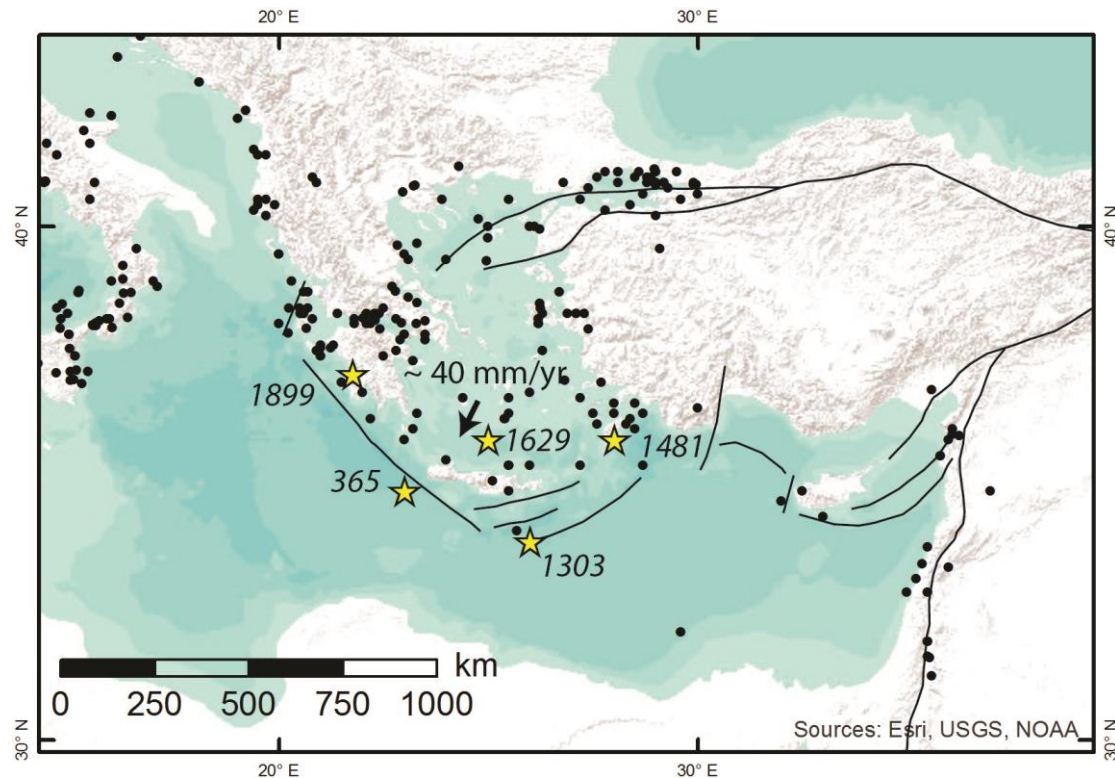 20° E
30° E
40° N
40° N
1899
~ 40 mm/yr
1629
1481
365
1303
km
0 250 500 750 1000
Sources: Esri, USGS, NOAA
30° N
30° N
20° E
30° E